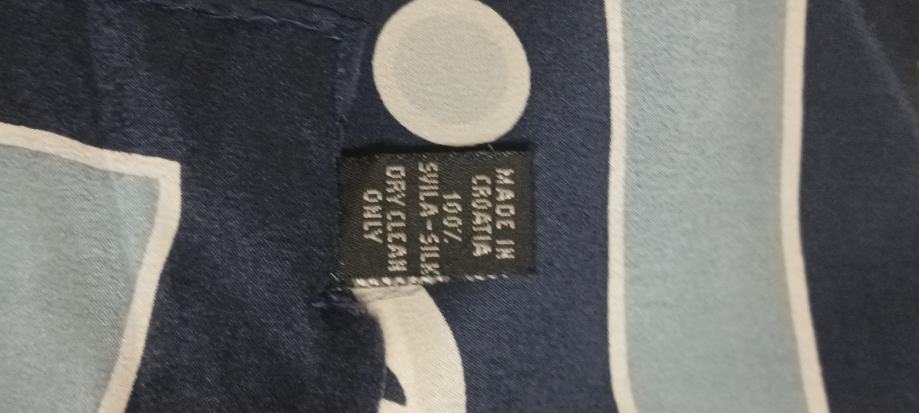 MADE IN
CROATIA
100%
SVILA-SILK
DRY CLEAN
ONLY